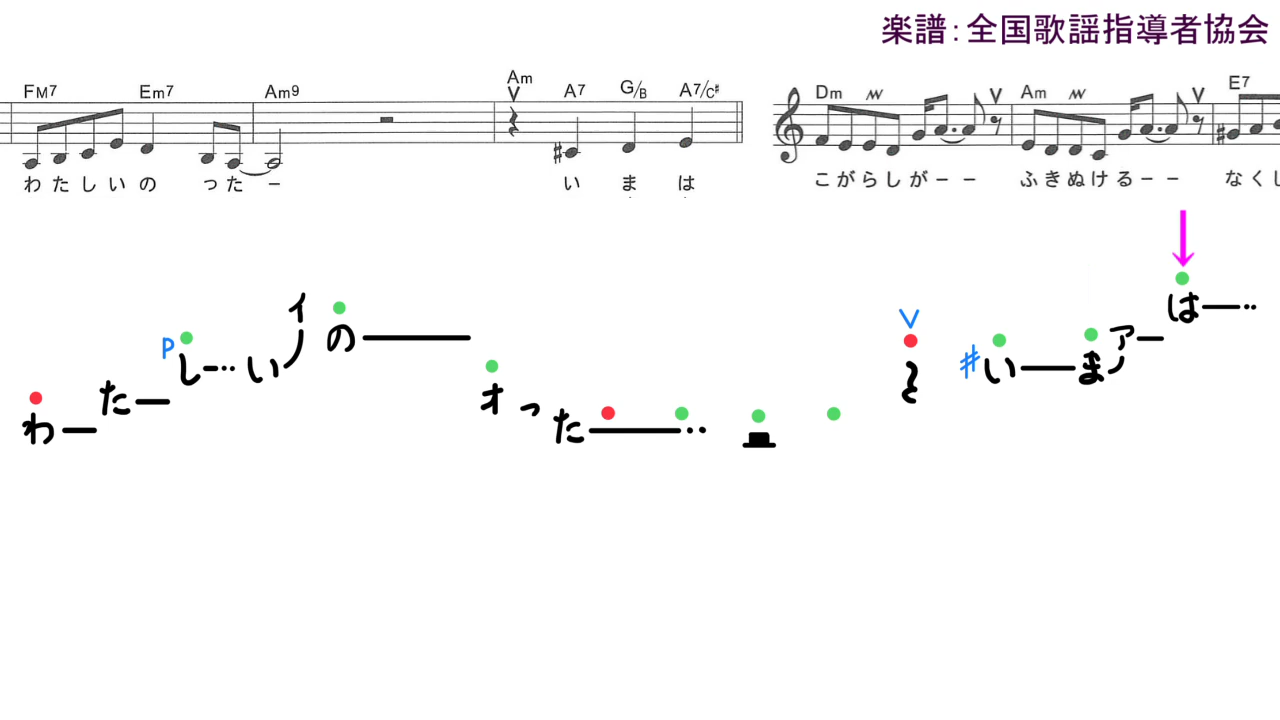 楽譜：全国歌謡指導者協会
FM7 Em7 Am9 Am A7 G/B A7/C♯ Dm Am E7
わたしいの った ー い ま は こがらしがーー ふきぬけるーー なくし
わー たー P しー‥ いノイ のー オっ たー‥ V ♯ いーまノアー はー‥